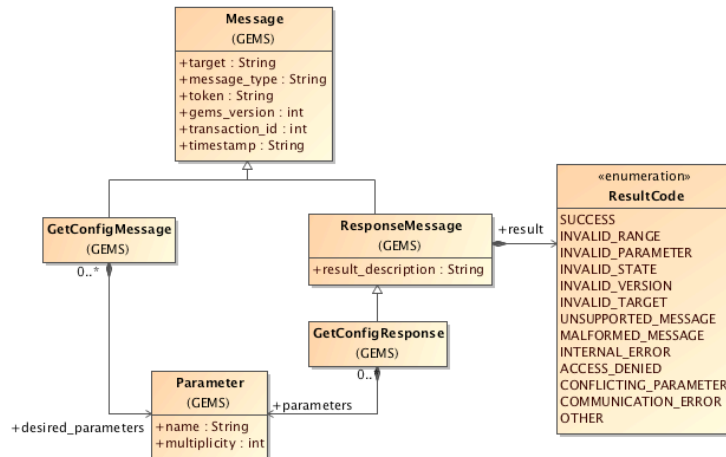 Message
(GEMS)
+target : String
+message_type : String
+token : String
+gems_version : int
+transaction_id : int
+timestamp : String
«enumeration»
ResultCode
SUCCESS
INVALID_RANGE
INVALID_PARAMETER
INVALID_STATE
INVALID_VERSION
INVALID_TARGET
UNSUPPORTED_MESSAGE
MALFORMED_MESSAGE
INTERNAL_ERROR
ACCESS_DENIED
CONFLICTING_PARAMETER
COMMUNICATION_ERROR
OTHER
GetConfigMessage
(GEMS)
0..*
ResponseMessage
(GEMS)
+result_description : String
+result
GetConfigResponse
(GEMS)
0..
Parameter
(GEMS)
+name : String
+multiplicity : int
+parameters
+desired_parameters